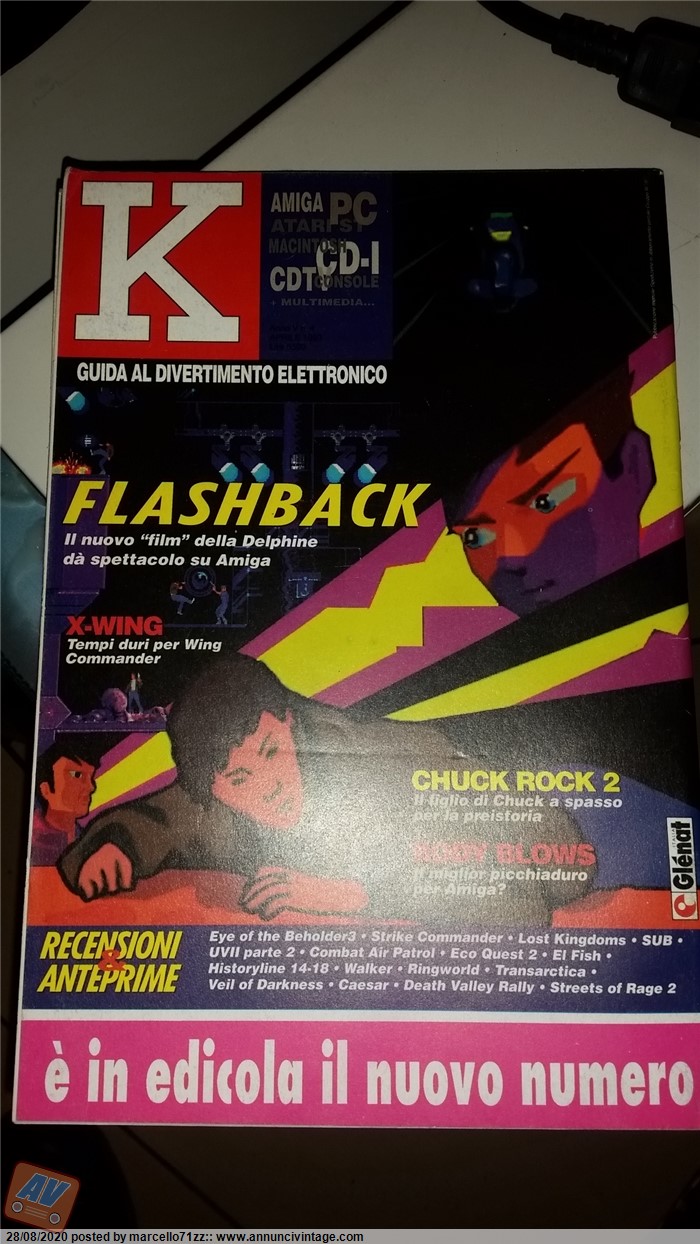 K
AMIGA PC
ATARI ST
MACINTOSH
CD-I
CDTV
CONSOLE
+ MULTIMEDIA...
GUIDA AL DIVERTIMENTO ELETTRONICO
FLASHBACK
Il nuovo “film” della Delphine
dà spettacolo su Amiga
X-WING
Tempi duri per Wing
Commander
CHUCK ROCK 2
Il figlio di Chuck a spasso
per la preistoria
BODY BLOWS
Il miglior picchiaduro
per Amiga?
Glénat
RECENSIONI
&
ANTEPRIME
Eye of the Beholder3 • Strike Commander • Lost Kingdoms • SUB •
UVII parte 2 • Combat Air Patrol • Eco Quest 2 • El Fish •
Historyline 14-18 • Walker • Ringworld • Transarctica •
Veil of Darkness • Caesar • Death Valley Rally • Streets of Rage 2
è in edicola il nuovo numero
AV
28/08/2020 posted by marcello71zz:: www.annuncivintage.com